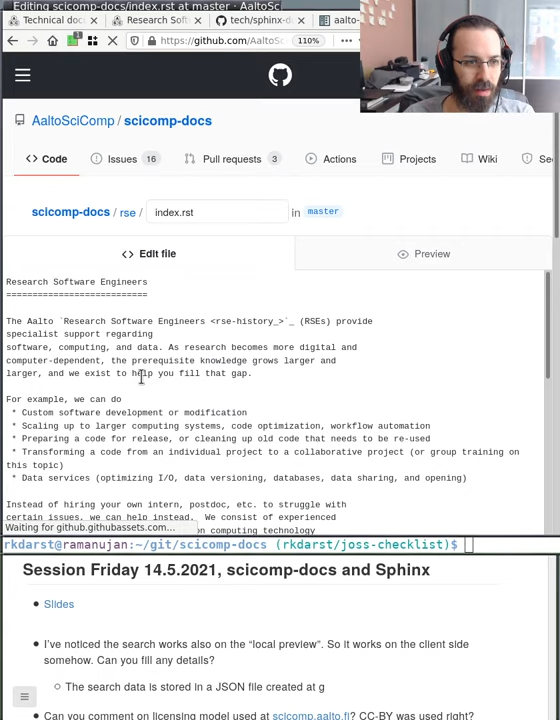 Editing scicomp-docs/index.rst at master · AaltoSc
Technical doc
Research Soft
tech/sphinx-d
aalto-
https://github.com/AaltoSc
110%
AaltoSciComp / scicomp-docs
Code
Issues 16
Pull requests 3
Actions
Projects
Wiki
Sec
scicomp-docs / rse / index.rst in master
Edit file
Preview
Research Software Engineers
===========================
The Aalto `Research Software Engineers <rse-history_>`_ (RSEs) provide
specialist support regarding
software, computing, and data. As research becomes more digital and
computer-dependent, the prerequisite knowledge grows larger and
larger, and we exist to help you fill that gap.
For example, we can do
* Custom software development or modification
* Scaling up to larger computing systems, code optimization, workflow automation
* Preparing a code for release, or cleaning up old code that needs to be re-used
* Transforming a code from an individual project to a collaborative project (or group training on
this topic)
* Data services (optimizing I/O, data versioning, databases, data sharing, and opening)
Instead of hiring your own intern, postdoc, etc. to struggle with
certain issues, we can help instead. We consist of experienced
Waiting for github.githubassets.com...
on computing technology
rkdarst@ramanujan:~/git/scicomp-docs (rkdarst/joss-checklist)$
Session Friday 14.5.2021, scicomp-docs and Sphinx
• Slides
• I've noticed the search works also on the “local preview”. So it works on the client side
somehow. Can you fill any details?
○ The search data is stored in a JSON file created at g
• Can you comment on licensing model used at scicomp.aalto.fi? CC-BY was used right?